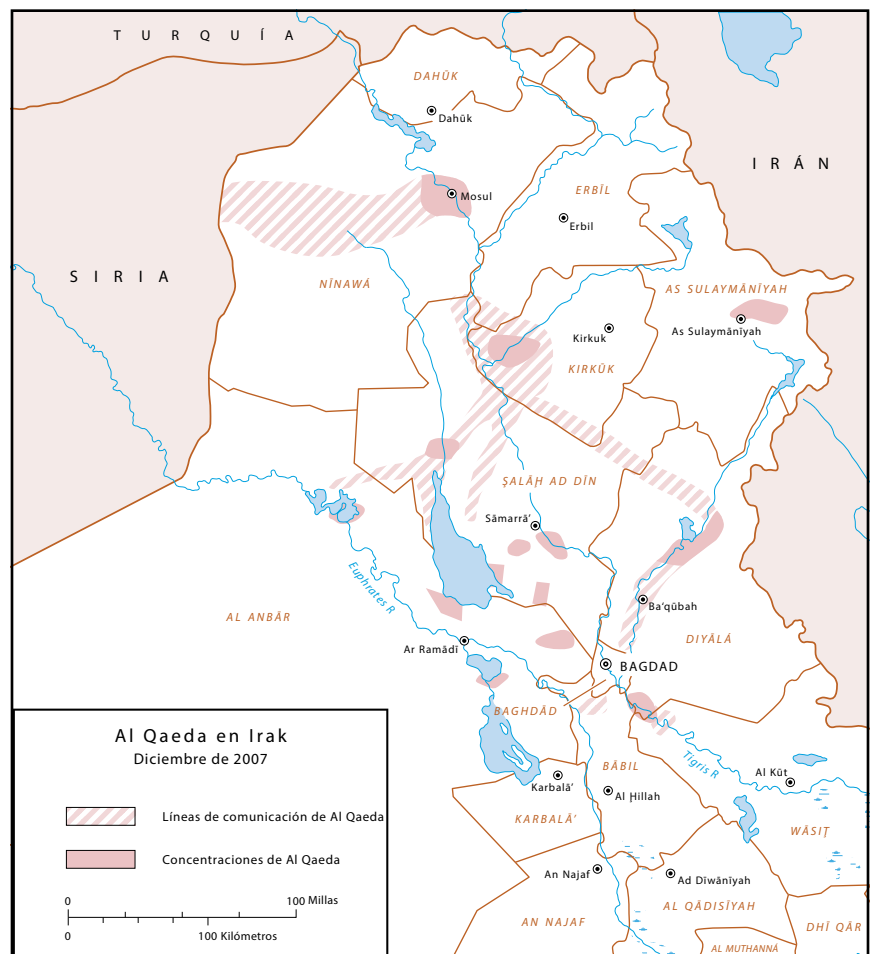 TURQUÍA
DAHŪK
Dahūk
IRÁN
Mosul
ERBĪL
Erbil
SIRIA
NĪNAWÁ
AS SULAYMĀNĪYAH
As Sulaymānīyah
Kirkuk
KIRKŪK
ṢALĀḤ AD DĪN
Sāmarrā’
Euphrates R
Ba‘qūbah
AL ANBĀR
DIYĀLÁ
Ar Ramādī
BAGDAD
BAGHDĀD
Tigris R
BĀBIL
Al Kūt
Karbalā’
Al Ḥillah
KARBALĀ’
WĀSIṬ
An Najaf
Ad Dīwānīyah
AL QĀDISĪYAH
AN NAJAF
DHĪ QĀR
AL MUTHANNÁ
Al Qaeda en Irak
Diciembre de 2007
Líneas de comunicación de Al Qaeda
Concentraciones de Al Qaeda
0 100 Millas
0 100 Kilómetros